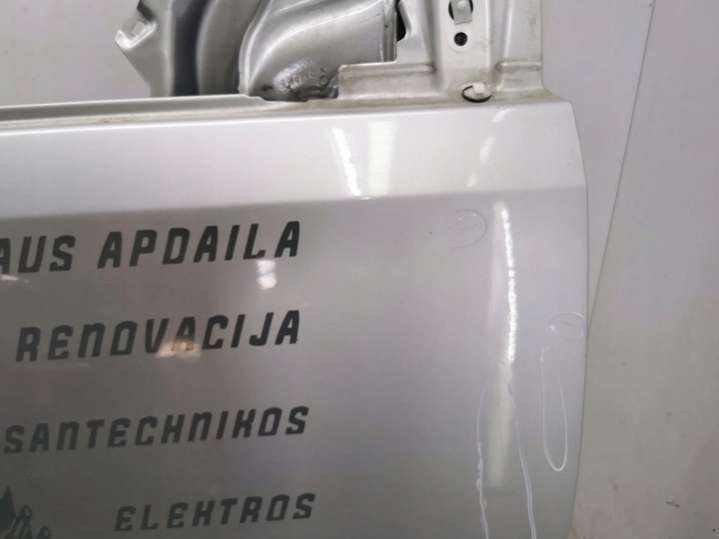 AUS APDAILA
RENOVACIJA
SANTECHNIKOS
ELEKTROS